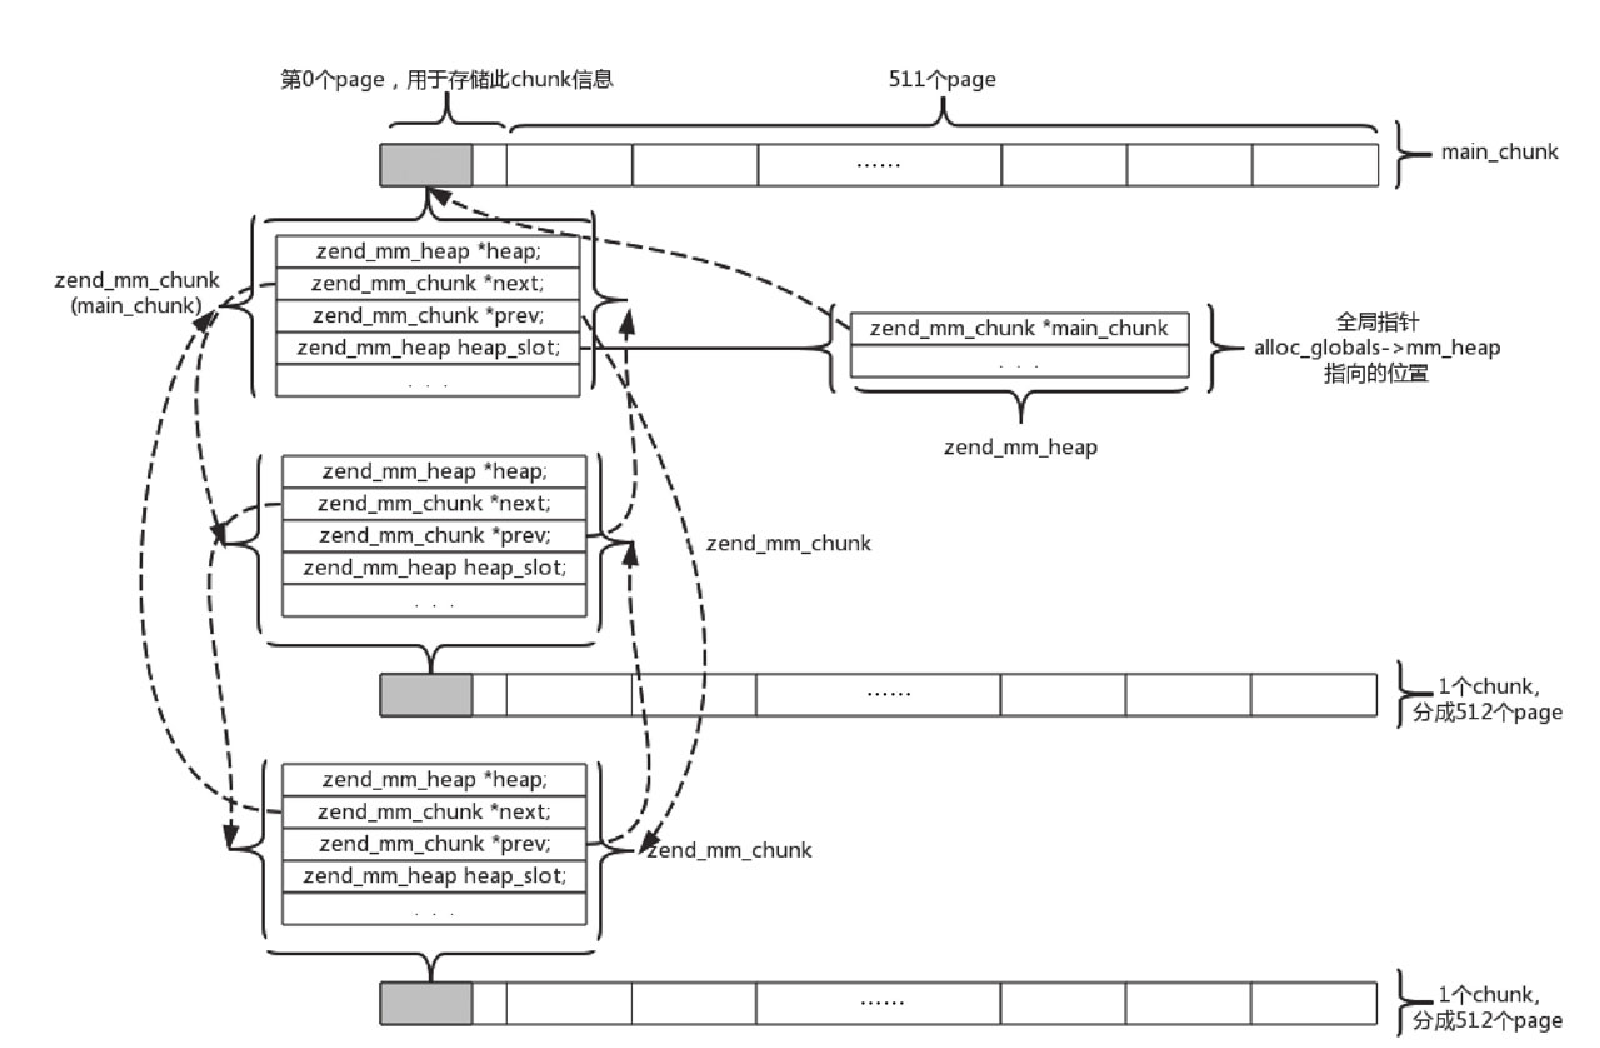 第0个page，用于存储此chunk信息
511个page
......
main_chunk
zend_mm_heap *heap;
zend_mm_chunk *next;
zend_mm_chunk *prev;
zend_mm_heap heap_slot;
. . .
zend_mm_chunk
(main_chunk)
zend_mm_chunk *main_chunk
. . .
zend_mm_heap
全局指针
alloc_globals->mm_heap
指向的位置
zend_mm_heap *heap;
zend_mm_chunk *next;
zend_mm_chunk *prev;
zend_mm_heap heap_slot;
. . .
zend_mm_chunk
......
1个chunk,
分成512个page
zend_mm_heap *heap;
zend_mm_chunk *next;
zend_mm_chunk *prev;
zend_mm_heap heap_slot;
. . .
zend_mm_chunk
......
1个chunk,
分成512个page